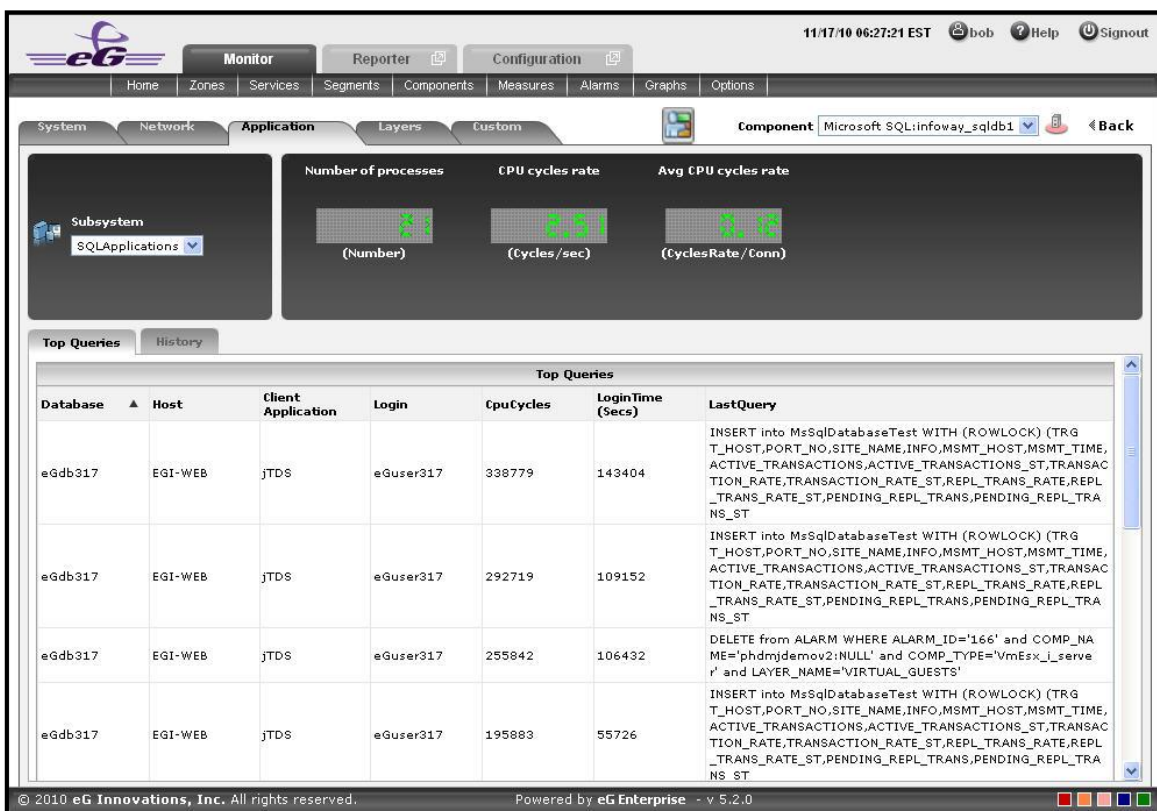 11/17/10 06:27:21 EST bob Help Signout
eG
Monitor Reporter Configuration
Home Zones Services Segments Components Measures Alarms Graphs Options
System Network Application Layers Custom Component Microsoft SQL:infoway_sqldb1 Back
Number of processes CPU cycles rate Avg CPU cycles rate
Subsystem
SQLApplications
21 2.51 0.12
(Number) (Cycles/sec) (CyclesRate/Conn)
Top Queries History
Top Queries
Database Host Client Application Login CpuCycles LoginTime (Secs) LastQuery
eGdb317 EGI-WEB jTDS eGuser317 338779 143404
INSERT into MsSqlDatabaseTest WITH (ROWLOCK) (TRG
T_HOST,PORT_NO,SITE_NAME,INFO,MSMT_HOST,MSMT_TIME,
ACTIVE_TRANSACTIONS,ACTIVE_TRANSACTIONS_ST,TRANSAC
TION_RATE,TRANSACTION_RATE_ST,REPL_TRANS_RATE,REPL
_TRANS_RATE_ST,PENDING_REPL_TRANS,PENDING_REPL_TRA
NS_ST
eGdb317 EGI-WEB jTDS eGuser317 292719 109152
INSERT into MsSqlDatabaseTest WITH (ROWLOCK) (TRG
T_HOST,PORT_NO,SITE_NAME,INFO,MSMT_HOST,MSMT_TIME,
ACTIVE_TRANSACTIONS,ACTIVE_TRANSACTIONS_ST,TRANSAC
TION_RATE,TRANSACTION_RATE_ST,REPL_TRANS_RATE,REPL
_TRANS_RATE_ST,PENDING_REPL_TRANS,PENDING_REPL_TRA
NS_ST
eGdb317 EGI-WEB jTDS eGuser317 255842 106432
DELETE from ALARM WHERE ALARM_ID='166' and COMP_NA
ME='phdmjdemov2:NULL' and COMP_TYPE='VmEsx_i_serve
r' and LAYER_NAME='VIRTUAL_GUESTS'
eGdb317 EGI-WEB jTDS eGuser317 195883 55726
INSERT into MsSqlDatabaseTest WITH (ROWLOCK) (TRG
T_HOST,PORT_NO,SITE_NAME,INFO,MSMT_HOST,MSMT_TIME,
ACTIVE_TRANSACTIONS,ACTIVE_TRANSACTIONS_ST,TRANSAC
TION_RATE,TRANSACTION_RATE_ST,REPL_TRANS_RATE,REPL
_TRANS_RATE_ST,PENDING_REPL_TRANS,PENDING_REPL_TRA
NS_ST
© 2010 eG Innovations, Inc. All rights reserved. Powered by eG Enterprise - v 5.2.0